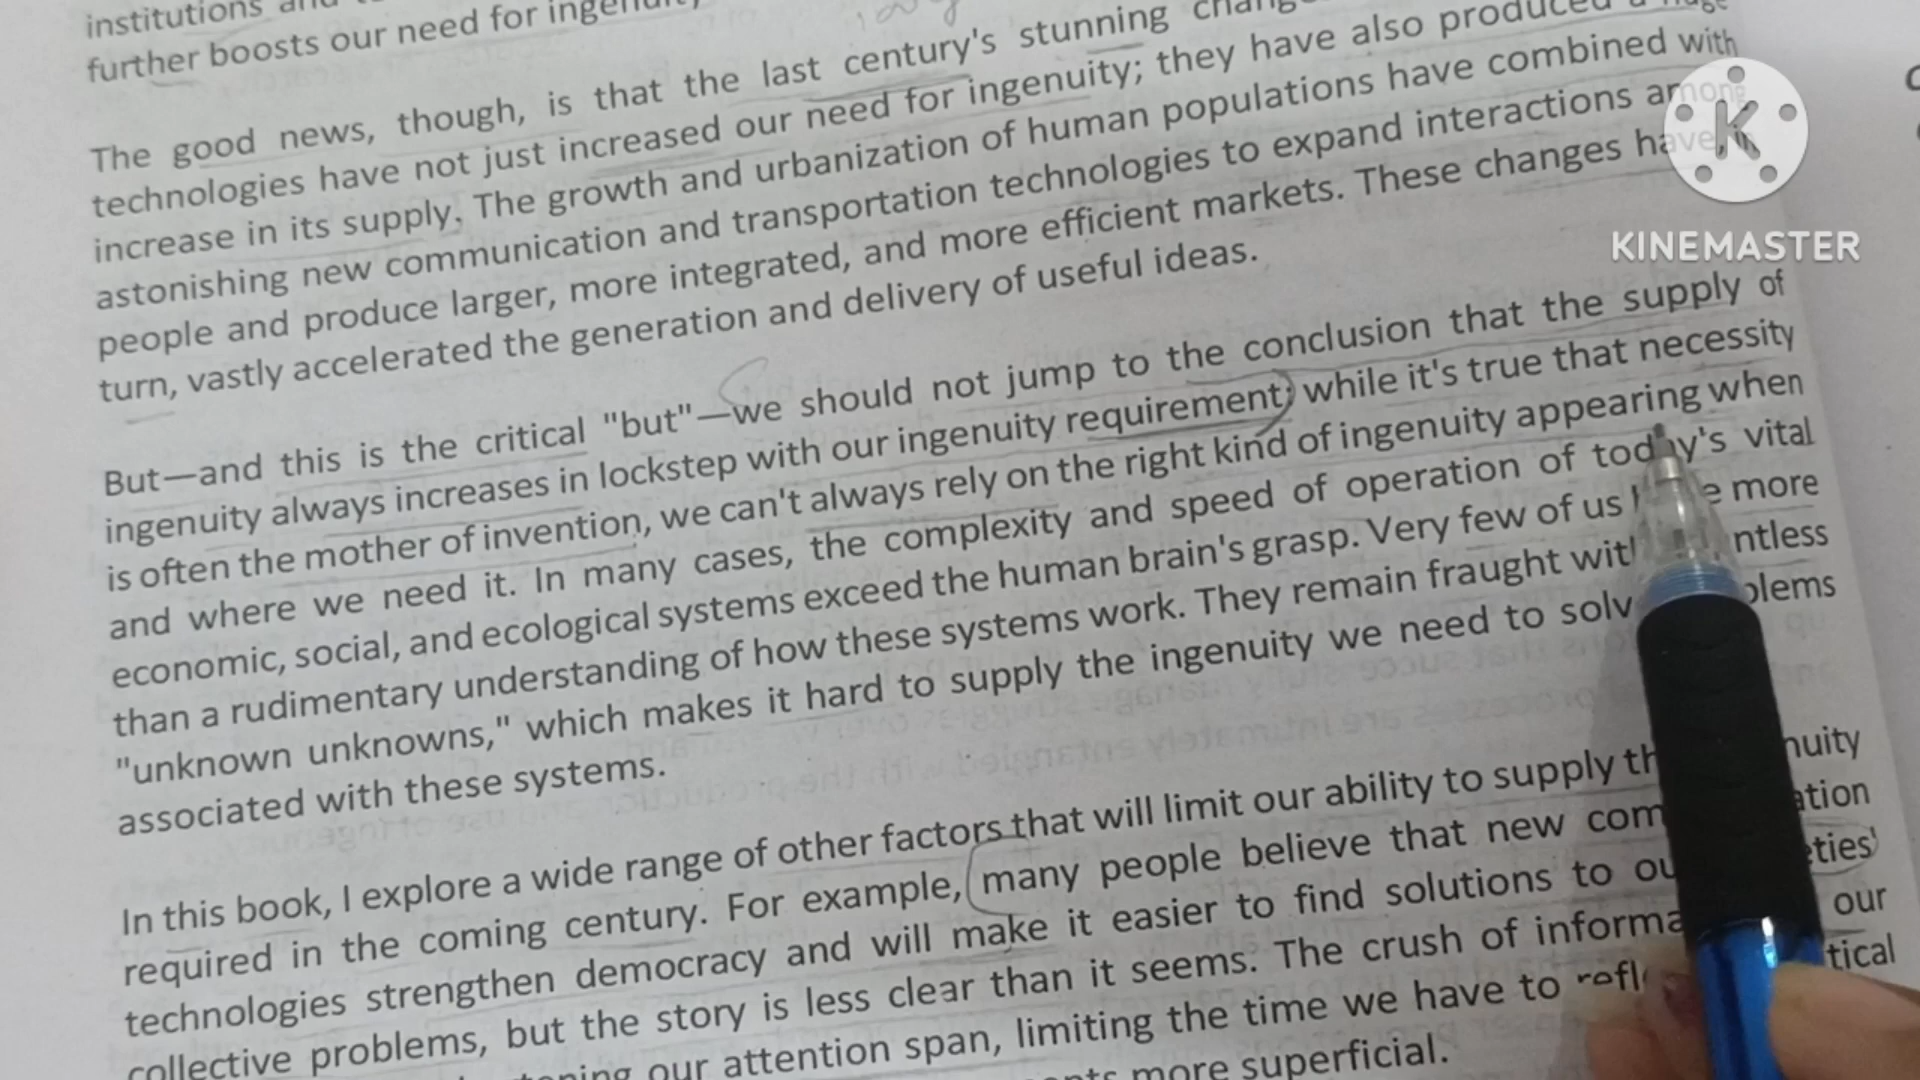 institutions and
further boosts our need for ingenuity
The good news, though, is that the last century's stunning
technologies have not just increased our need for ingenuity; they have also produced a huge
increase in its supply. The growth and urbanization of human populations have combined with
astonishing new communication and transportation technologies to expand interactions among
people and produce larger, more integrated, and more efficient markets. These changes have, in
turn, vastly accelerated the generation and delivery of useful ideas.
But—and this is the critical "but"—we should not jump to the conclusion that the supply of
ingenuity always increases in lockstep with our ingenuity requirement; while it's true that necessity
is often the mother of invention, we can't always rely on the right kind of ingenuity appearing when
and where we need it. In many cases, the complexity and speed of operation of today's vital
economic, social, and ecological systems exceed the human brain's grasp. Very few of us more
than a rudimentary understanding of how these systems work. They remain fraught with
"unknown unknowns," which makes it hard to supply the ingenuity we need to solve
associated with these systems.
In this book, I explore a wide range of other factors that will limit our ability to supply
required in the coming century. For example, many people believe that new
technologies strengthen democracy and will make it easier to find solutions to
collective problems, but the story is less clear than it seems. The crush of our
our attention span, limiting the time we have to
more superficial.
K
KINEMASTER